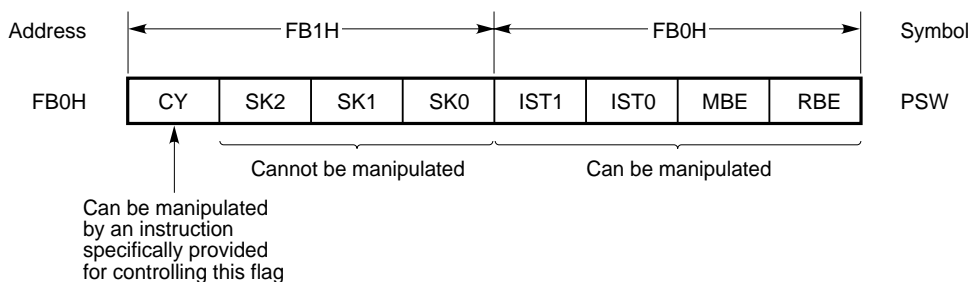 Address FB1H FB0H Symbol
FB0H CY SK2 SK1 SK0 IST1 IST0 MBE RBE PSW
Cannot be manipulated Can be manipulated
Can be manipulated
by an instruction
specifically provided
for controlling this flag